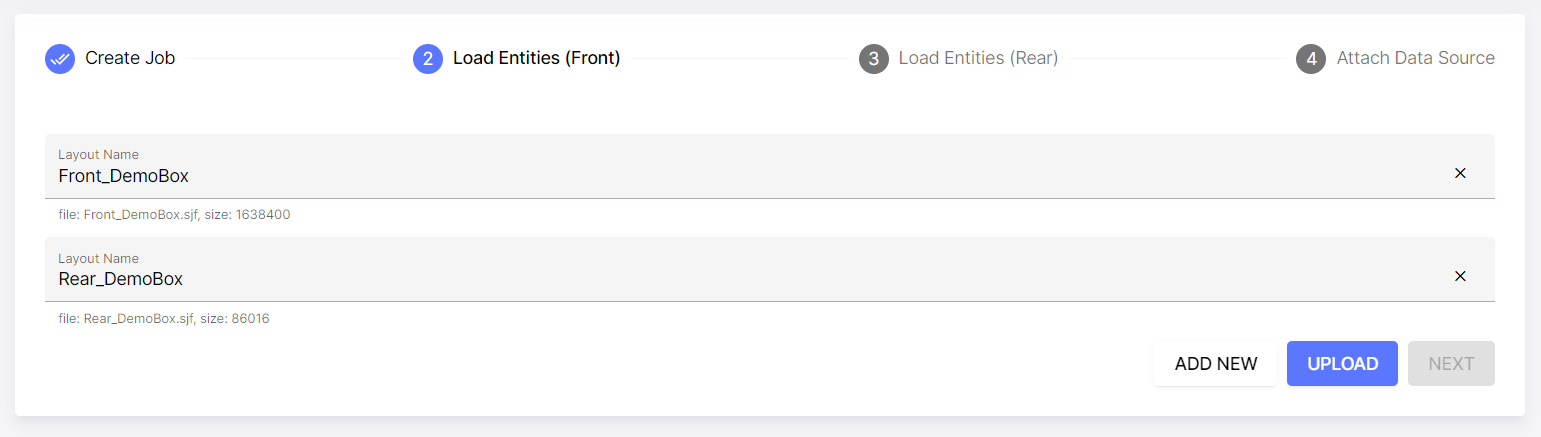 Create Job
2 Load Entities (Front)
3 Load Entities (Rear)
4 Attach Data Source
Layout Name
Front_DemoBox
file: Front_DemoBox.sjf, size: 1638400
Layout Name
Rear_DemoBox
file: Rear_DemoBox.sjf, size: 86016
ADD NEW
UPLOAD
NEXT